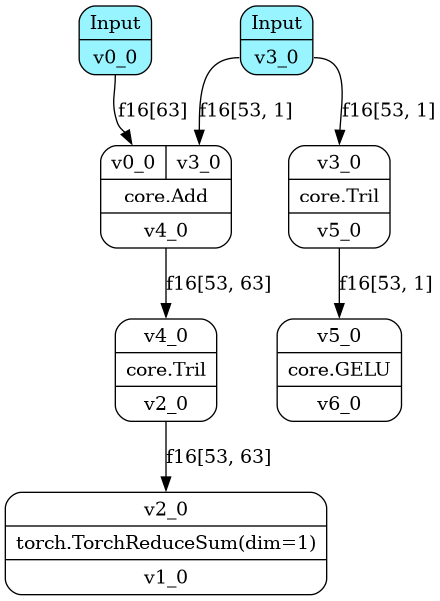 Input
v0_0
Input
v3_0
f16[63]
f16[53, 1]
f16[53, 1]
v0_0
v3_0
core.Add
v4_0
v3_0
core.Tril
v5_0
f16[53, 63]
f16[53, 1]
v4_0
core.Tril
v2_0
v5_0
core.GELU
v6_0
f16[53, 63]
v2_0
torch.TorchReduceSum(dim=1)
v1_0